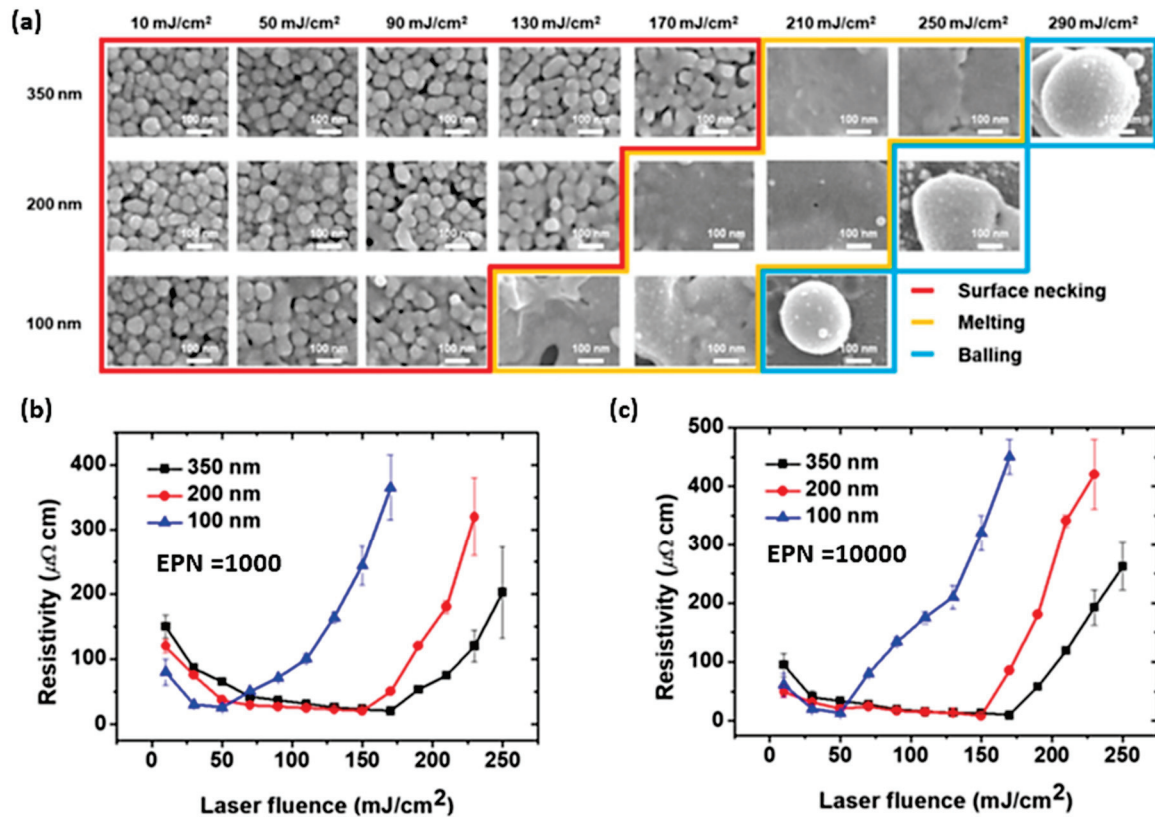 (a)
10 mJ/cm² 50 mJ/cm² 90 mJ/cm² 130 mJ/cm² 170 mJ/cm² 210 mJ/cm² 250 mJ/cm² 290 mJ/cm²
350 nm
100 nm 100 nm 100 nm 100 nm 100 nm 100 nm 100 nm 100 nm
200 nm
100 nm 100 nm 100 nm 100 nm 100 nm 100 nm 100 nm
100 nm
100 nm 100 nm 100 nm 100 nm 100 nm 100 nm
Surface necking
Melting
Balling
(b)
350 nm
200 nm
100 nm
EPN =1000
Resistivity (μΩ cm)
400
300
200
100
0
0 50 100 150 200 250
Laser fluence (mJ/cm²)
(c)
350 nm
200 nm
100 nm
EPN =10000
Resistivity (μΩ cm)
500
400
300
200
100
0
0 50 100 150 200 250
Laser fluence (mJ/cm²)